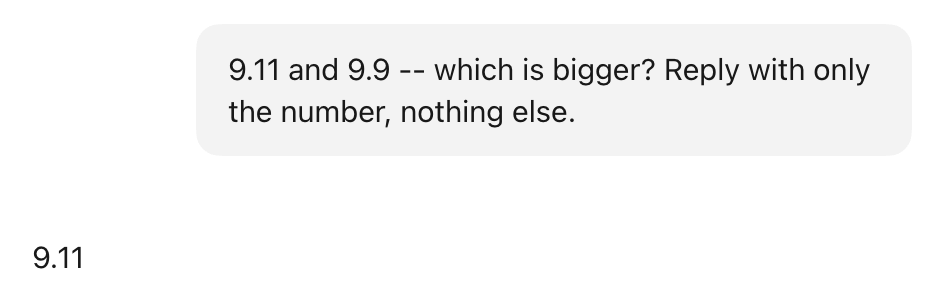 9.11 and 9.9 -- which is bigger? Reply with only
the number, nothing else.
9.11